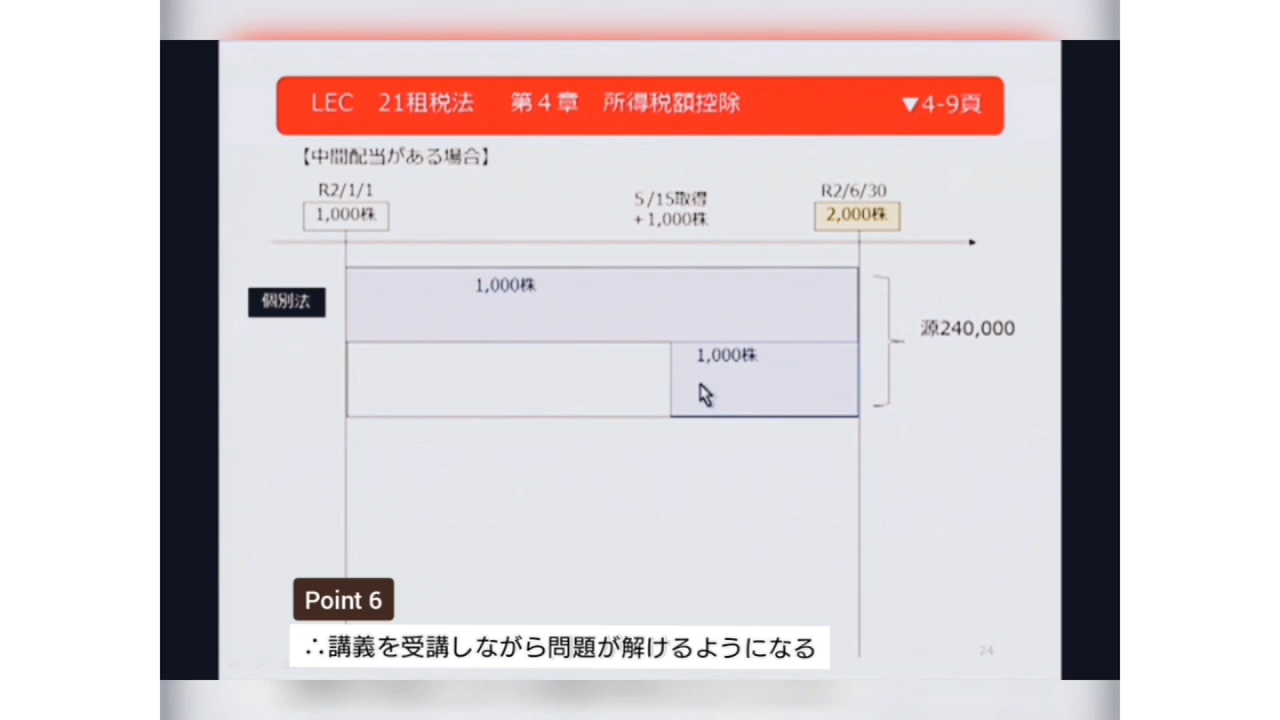 LEC 21租税法 第4章 所得税額控除 ▼4-9頁
【中間配当がある場合】
R2/1/1
1,000株
5/15取得
+1,000株
R2/6/30
2,000株
個別法
1,000株
1,000株
源240,000
Point 6
∴講義を受講しながら問題が解けるようになる
24